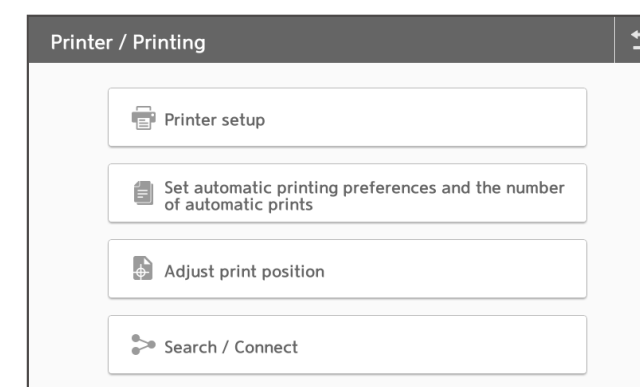 Printer / Printing
Printer setup
Set automatic printing preferences and the number
of automatic prints
Adjust print position
Search / Connect